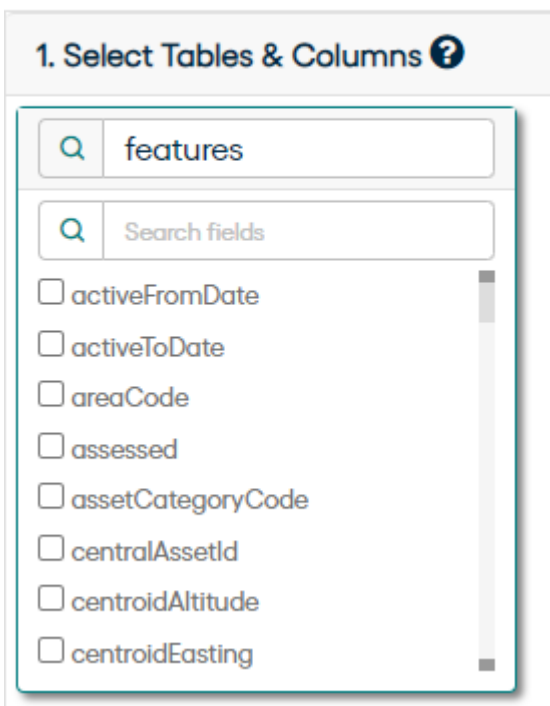 1. Select Tables & Columns ?
features
Search fields
activeFromDate
activeToDate
areaCode
assessed
assetCategoryCode
centralAssetId
centroidAltitude
centroidEasting